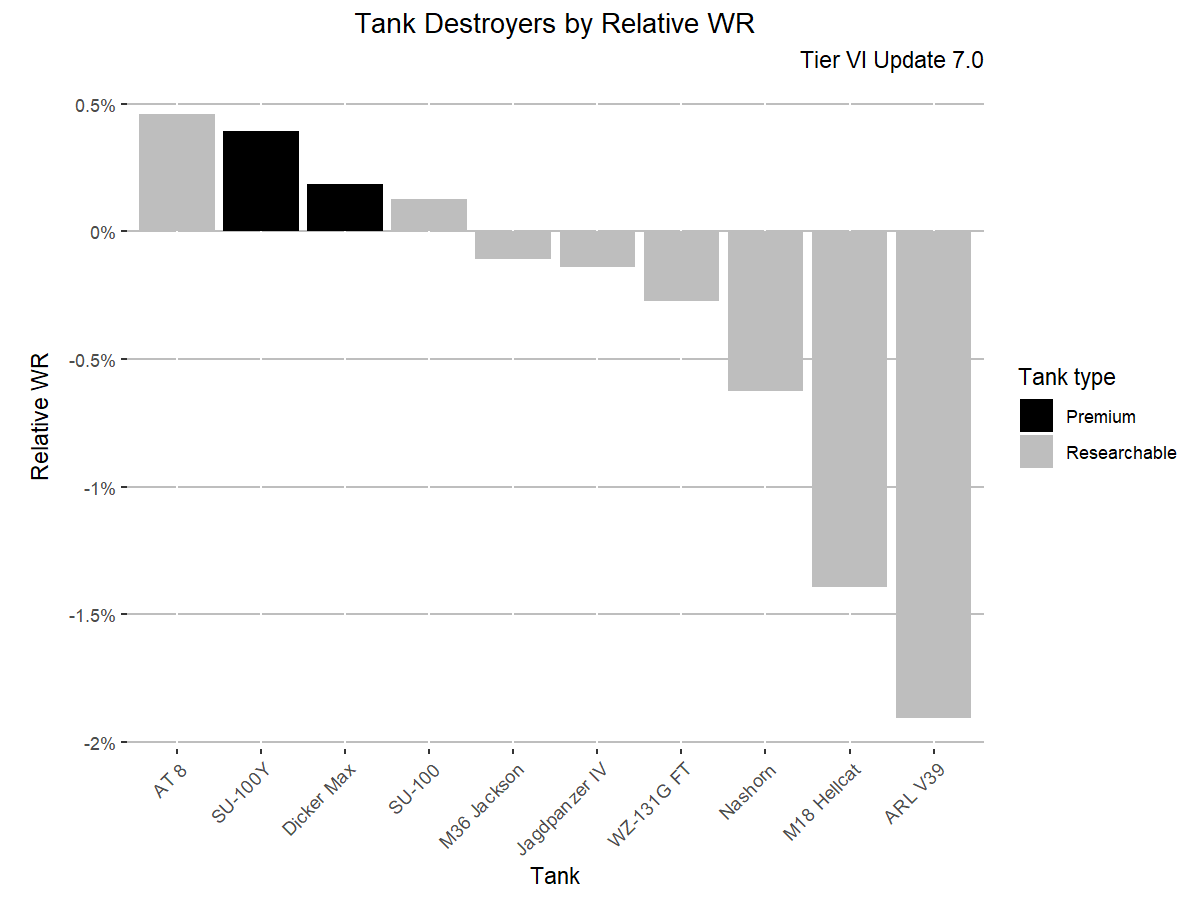 Tank Destroyers by Relative WR
Tier VI Update 7.0
0.5%
0%
-0.5%
-1%
-1.5%
-2%
Relative WR
AT 8
SU-100Y
Dicker Max
SU-100
M36 Jackson
Jagdpanzer IV
WZ-131G FT
Nashorn
M18 Hellcat
ARL V39
Tank
Tank type
Premium
Researchable